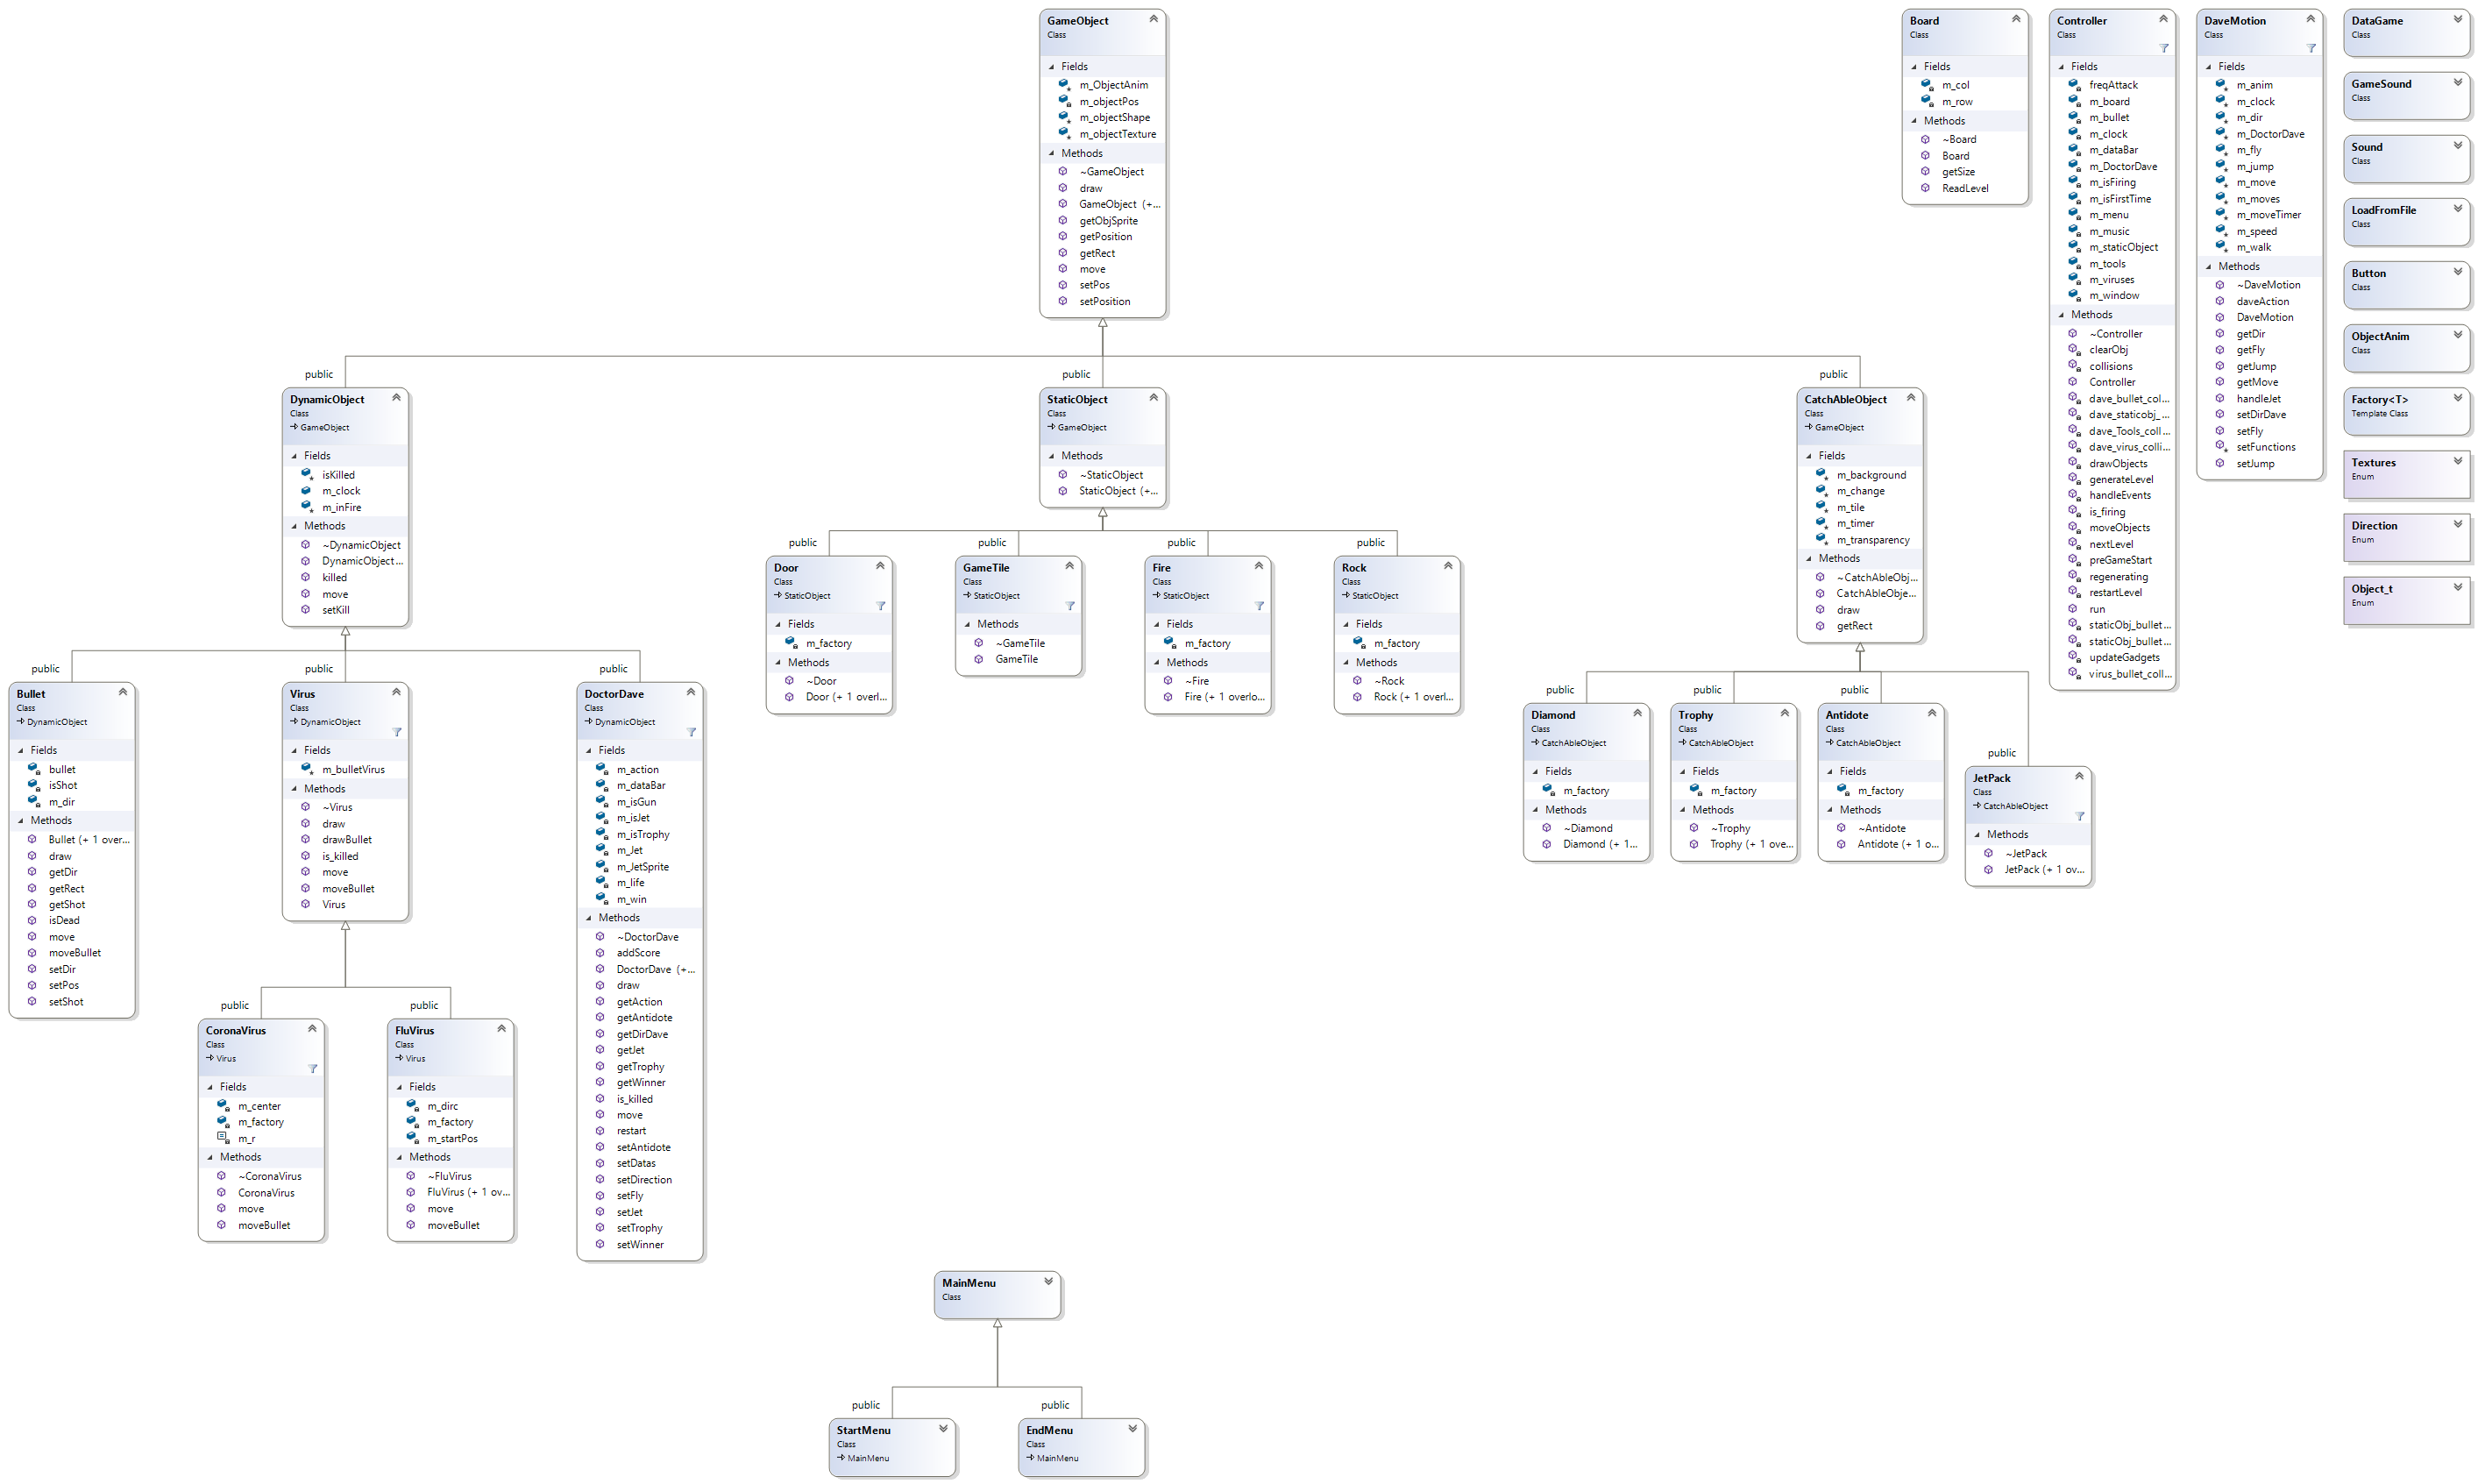 GameObject
Class
Fields
m_ObjectAnim
m_objectPos
m_objectShape
m_objectTexture
Methods
~GameObject
draw
GameObject (+...
getObjSprite
getPosition
getRect
move
setPos
setPosition
Board
Class
Fields
m_col
m_row
Methods
~Board
Board
getSize
ReadLevel
Controller
Class
Fields
freqAttack
m_board
m_bullet
m_clock
m_dataBar
m_DoctorDave
m_isFiring
m_isFirstTime
m_menu
m_music
m_staticObject
m_tools
m_viruses
m_window
Methods
~Controller
clearObj
collisions
Controller
dave_bullet_col...
dave_staticobj_...
dave_Tools_coll...
dave_virus_colli...
drawObjects
generateLevel
handleEvents
is_firing
moveObjects
nextLevel
preGameStart
regenerating
restartLevel
run
staticObj_bullet...
staticObj_bullet...
updateGadgets
virus_bullet_coll...
DaveMotion
Class
Fields
m_anim
m_clock
m_dir
m_DoctorDave
m_fly
m_jump
m_move
m_moves
m_moveTimer
m_speed
m_walk
Methods
~DaveMotion
daveAction
DaveMotion
getDir
getFly
getJump
getMove
handleJet
setDirDave
setFly
setFunctions
setJump
DataGame
Class
GameSound
Class
Sound
Class
LoadFromFile
Class
Button
Class
ObjectAnim
Class
Factory<T>
Template Class
Textures
Enum
Direction
Enum
Object_t
Enum
public
DynamicObject
Class
GameObject
Fields
isKilled
m_clock
m_inFire
Methods
~DynamicObject
DynamicObject...
killed
move
setKill
public
StaticObject
Class
GameObject
Methods
~StaticObject
StaticObject (+...
public
CatchAbleObject
Class
GameObject
Fields
m_background
m_change
m_tile
m_timer
m_transparency
Methods
~CatchAbleObj...
CatchAbleObje...
draw
getRect
public
Door
Class
StaticObject
Fields
m_factory
Methods
~Door
Door (+ 1 overl...
public
GameTile
Class
StaticObject
Methods
~GameTile
GameTile
public
Fire
Class
StaticObject
Fields
m_factory
Methods
~Fire
Fire (+ 1 overlo...
public
Rock
Class
StaticObject
Fields
m_factory
Methods
~Rock
Rock (+ 1 overl...
public
Bullet
Class
DynamicObject
Fields
bullet
isShot
m_dir
Methods
Bullet (+ 1 over...
draw
getDir
getRect
getShot
isDead
move
moveBullet
setDir
setPos
setShot
public
Virus
Class
DynamicObject
Fields
m_bulletVirus
Methods
~Virus
draw
drawBullet
is_killed
move
moveBullet
Virus
public
DoctorDave
Class
DynamicObject
Fields
m_action
m_dataBar
m_isGun
m_isJet
m_isTrophy
m_Jet
m_JetSprite
m_life
m_win
Methods
~DoctorDave
addScore
DoctorDave (+...
draw
getAction
getAntidote
getDirDave
getJet
getTrophy
getWinner
is_killed
move
restart
setAntidote
setDatas
setDirection
setFly
setJet
setTrophy
setWinner
public
Diamond
Class
CatchAbleObject
Fields
m_factory
Methods
~Diamond
Diamond (+ 1...
public
Trophy
Class
CatchAbleObject
Fields
m_factory
Methods
~Trophy
Trophy (+ 1 ove...
public
Antidote
Class
CatchAbleObject
Fields
m_factory
Methods
~Antidote
Antidote (+ 1 o...
public
JetPack
Class
CatchAbleObject
Methods
~JetPack
JetPack (+ 1 ov...
public
CoronaVirus
Class
Virus
Fields
m_center
m_factory
m_r
Methods
~CoronaVirus
CoronaVirus
move
moveBullet
public
FluVirus
Class
Virus
Fields
m_dirc
m_factory
m_startPos
Methods
~FluVirus
FluVirus (+ 1 ov...
move
moveBullet
MainMenu
Class
public
StartMenu
Class
MainMenu
public
EndMenu
Class
MainMenu